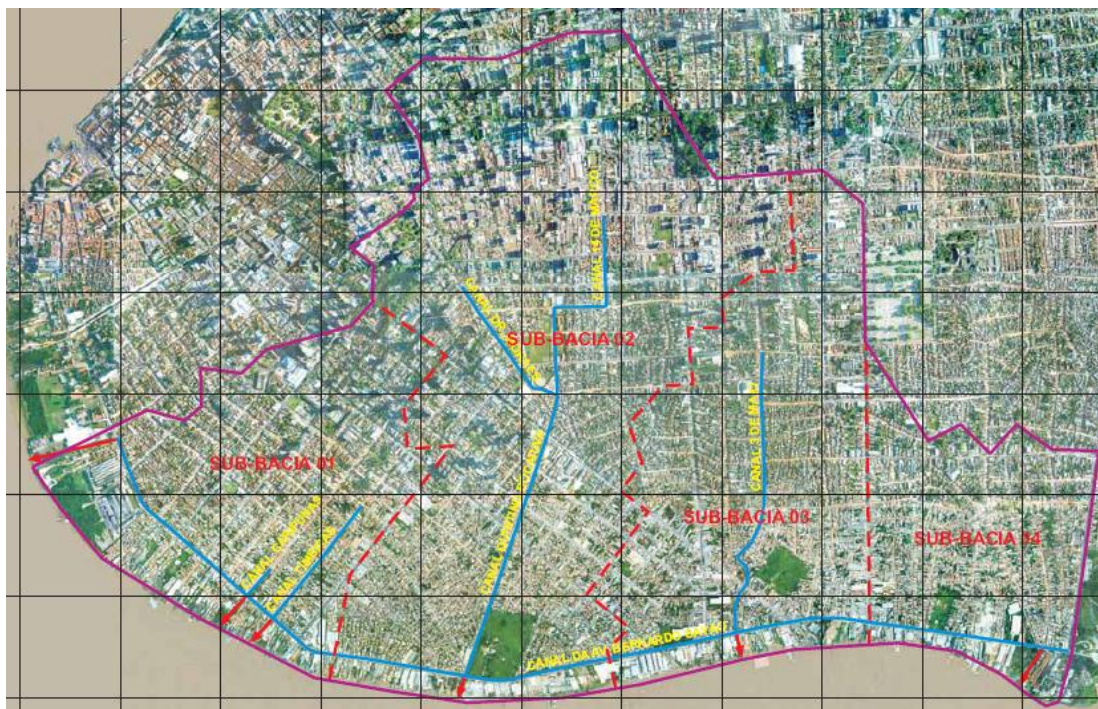 CANAL 14 DE MARÇO
SUB-BACIA 02
CANAL 3 DE MAIO
SUB-BACIA 01
SUB-BACIA 03
SUB-BACIA 04
CANAL CARIPUNAS
CANAL TIMBIRAS
CANAL DA AV. BERNARDO SAYÃO